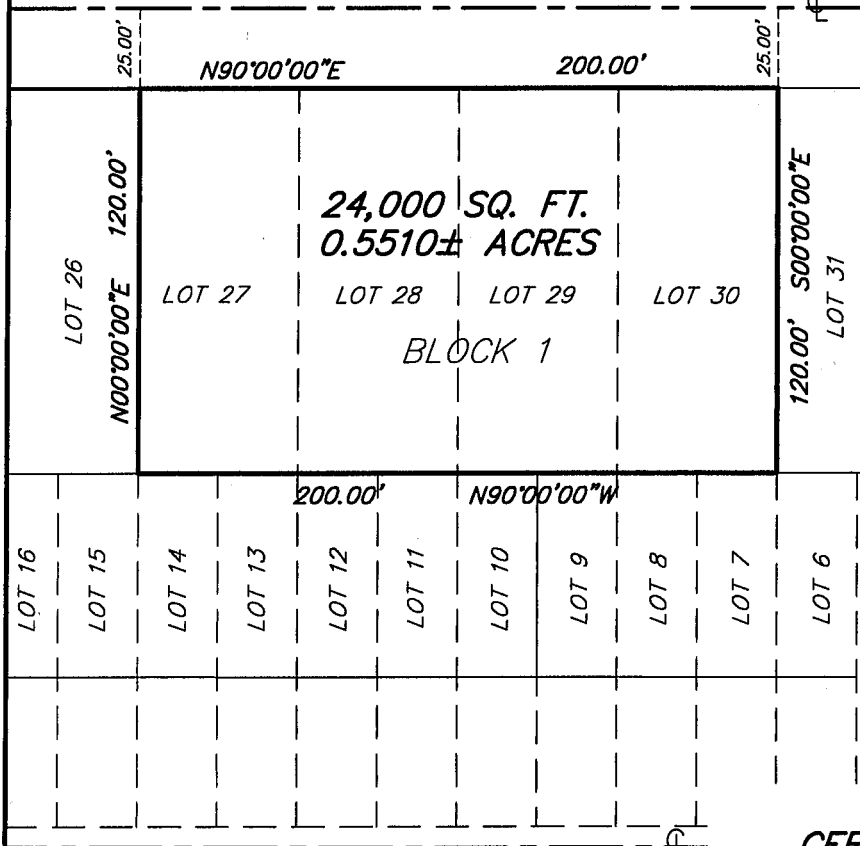 ℄
25.00'
N90°00'00"E
200.00'
25.00'
LOT 26
N00°00'00"E 120.00'
24,000 SQ. FT.
0.5510± ACRES
LOT 27
LOT 28
LOT 29
LOT 30
BLOCK 1
120.00' S00°00'00"E
LOT 31
200.00'
N90°00'00"W
LOT 16
LOT 15
LOT 14
LOT 13
LOT 12
LOT 11
LOT 10
LOT 9
LOT 8
LOT 7
LOT 6
℄